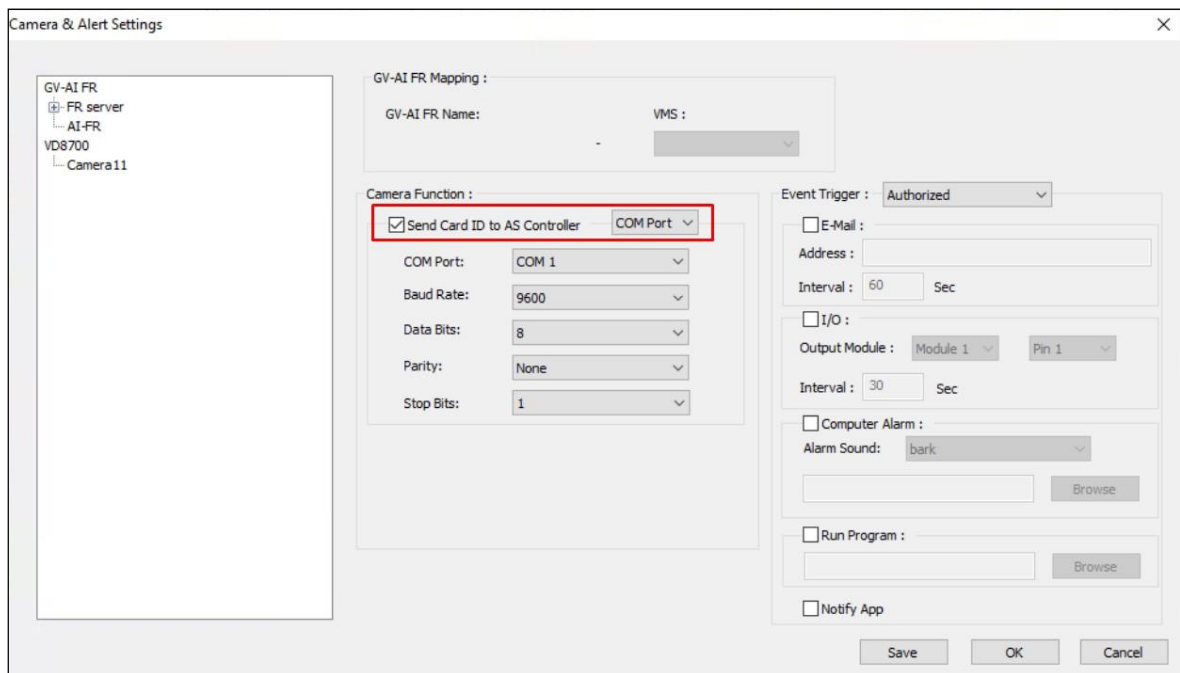 Camera & Alert Settings
GV-AI FR
FR server
AI-FR
VD8700
Camera11
GV-AI FR Mapping :
GV-AI FR Name: VMS :
-
Camera Function :
Send Card ID to AS Controller COM Port
COM Port: COM 1
Baud Rate: 9600
Data Bits: 8
Parity: None
Stop Bits: 1
Event Trigger : Authorized
E-Mail :
Address :
Interval : 60 Sec
I/O :
Output Module : Module 1 Pin 1
Interval : 30 Sec
Computer Alarm :
Alarm Sound: bark
Browse
Run Program :
Browse
Notify App
Save OK Cancel